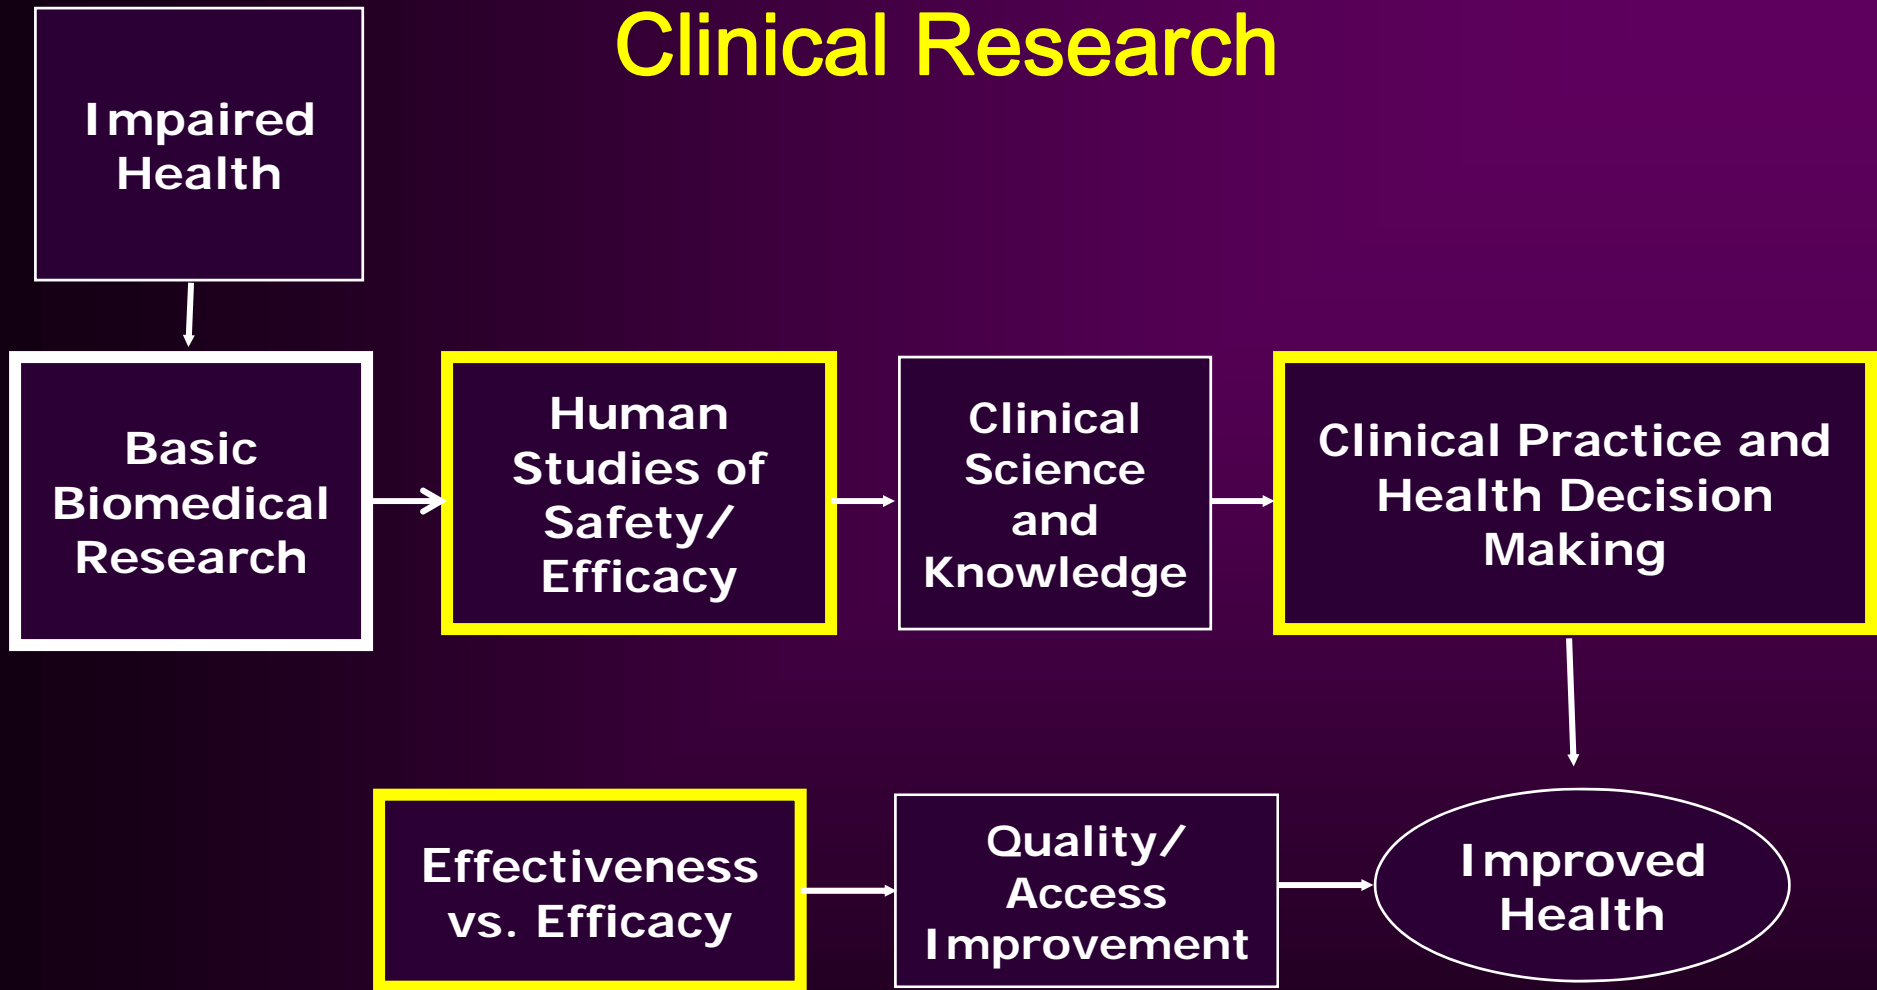 Clinical Research
Impaired
Health
Basic
Biomedical
Research
Human
Studies of
Safety/
Efficacy
Clinical
Science
and
Knowledge
Clinical Practice and
Health Decision
Making
Effectiveness
vs. Efficacy
Quality/
Access
Improvement
Improved
Health